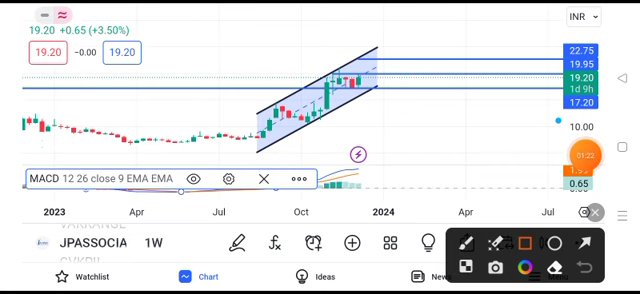 INR
19.20 +0.65 (+3.50%)
19.20 −0.00 19.20
22.75
19.95
19.20
1d 9h
17.20
10.00
01:22
MACD 12 26 close 9 EMA EMA
0.65
2023 Apr Jul Oct 2024 Apr Jul
JPASSOCIA 1W
Watchlist Chart Ideas News